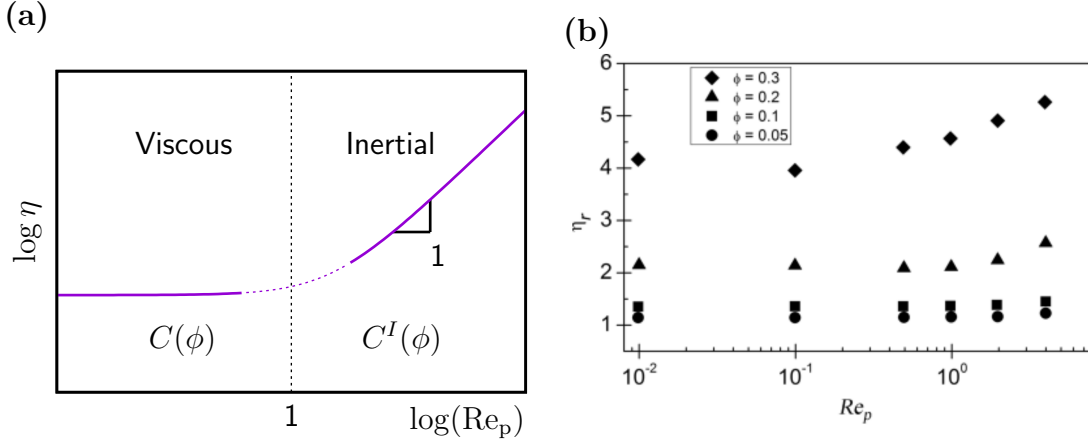 (a)
Viscous
Inertial
1
C(ϕ)
C^I(ϕ)
log η
1
log(Re_p)
(b)
ϕ = 0.3
ϕ = 0.2
ϕ = 0.1
ϕ = 0.05
6
5
4
3
2
1
η_r
10^-2
10^-1
10^0
Re_p